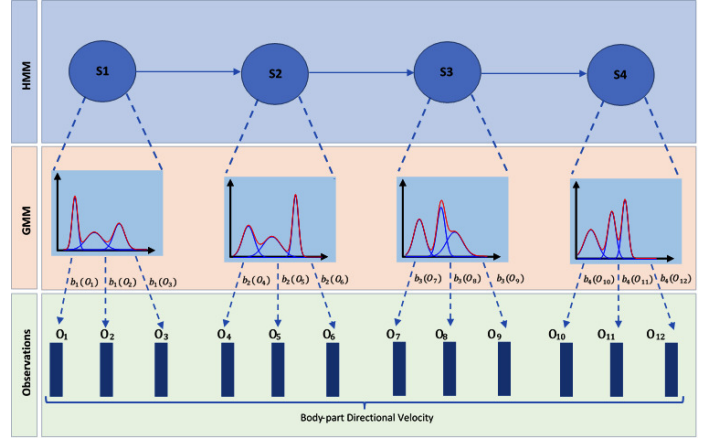 HMM
S1
S2
S3
S4
GMM
b₁(O₁) b₁(O₂) b₁(O₃)
b₂(O₄) b₂(O₅) b₂(O₆)
b₃(O₇) b₃(O₈) b₃(O₉)
b₄(O₁₀) b₄(O₁₁) b₄(O₁₂)
Observations
O₁ O₂ O₃ O₄ O₅ O₆ O₇ O₈ O₉ O₁₀ O₁₁ O₁₂
Body-part Directional Velocity